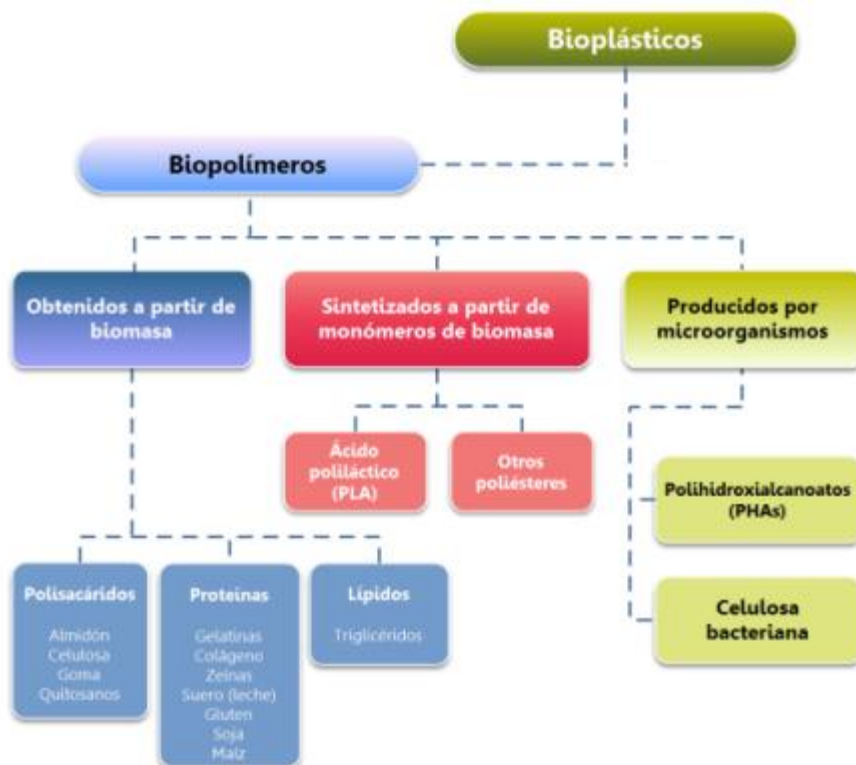 Bioplásticos
Biopolímeros
Obtenidos a partir de
biomasa
Sintetizados a partir de
monómeros de biomasa
Producidos por
microorganismos
Ácido
poliláctico
(PLA)
Otros
poliésteres
Polihidroxialcanoatos
(PHAs)
Celulosa
bacteriana
Polisacáridos
Almidón
Celulosa
Goma
Quitosanos
Proteínas
Gelatinas
Colágeno
Zeínas
Suero (leche)
Gluten
Soja
Maíz
Lípidos
Triglicéridos